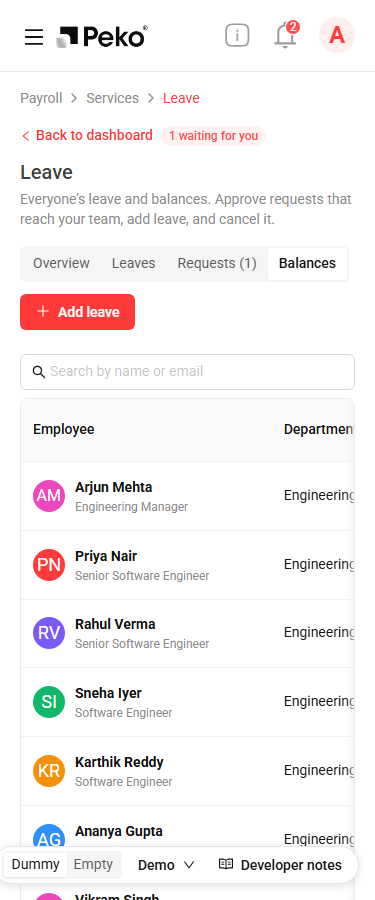 Peko
2
A
Payroll > Services > Leave
< Back to dashboard 1 waiting for you
Leave
Everyone's leave and balances. Approve requests that
reach your team, add leave, and cancel it.
Overview Leaves Requests (1) Balances
+ Add leave
Search by name or email
Employee Departmen
AM Arjun Mehta
Engineering Manager
Engineering
PN Priya Nair
Senior Software Engineer
Engineering
RV Rahul Verma
Senior Software Engineer
Engineering
SI Sneha Iyer
Software Engineer
Engineering
KR Karthik Reddy
Software Engineer
Engineering
AG Ananya Gupta
Engineering
Dummy Empty Demo Developer notes
Vikram Singh